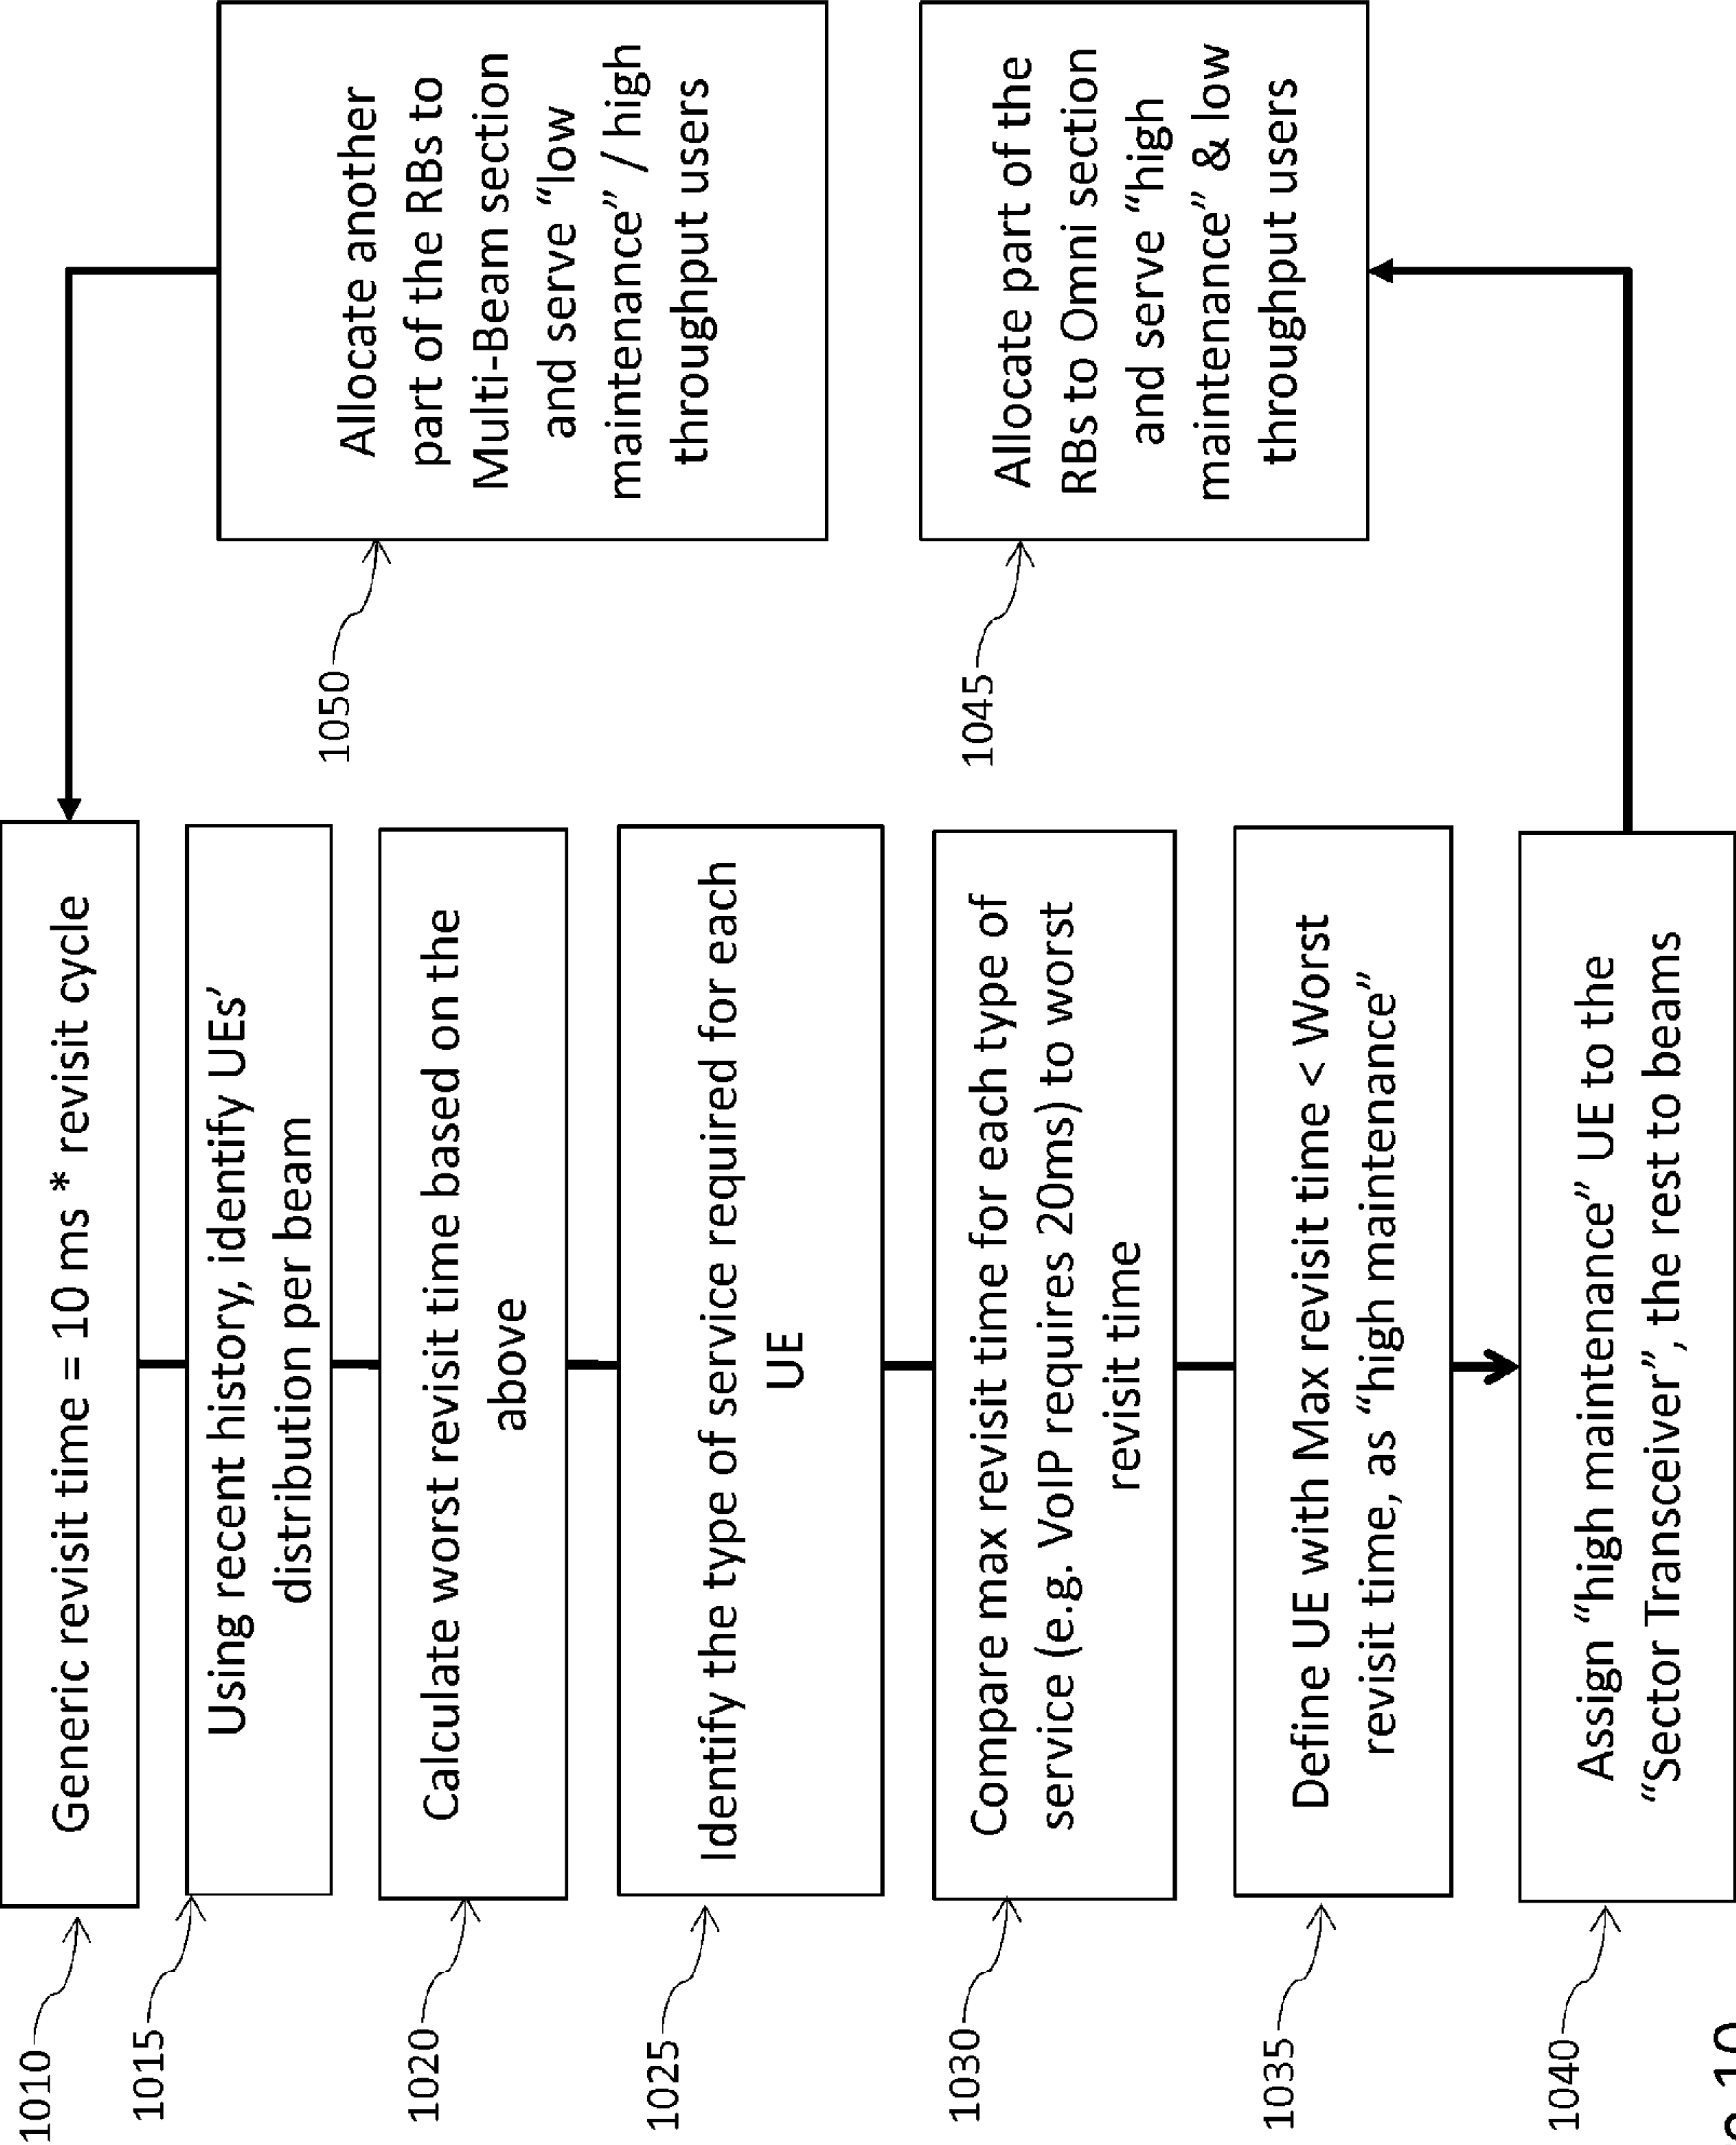 1010
Generic revisit time = 10 ms * revisit cycle
1015
Using recent history, identify UEs’
distribution per beam
1020
Calculate worst revisit time based on the
above
1025
Identify the type of service required for each
UE
1030
Compare max revisit time for each type of
service (e.g. VoIP requires 20ms) to worst
revisit time
1035
Define UE with Max revisit time < Worst
revisit time, as “high maintenance”
1040
Assign “high maintenance” UE to the
“Sector Transceiver”, the rest to beams
1050
Allocate another
part of the RBs to
Multi-Beam section
and serve “low
maintenance” / high
throughput users
1045
Allocate part of the
RBs to Omni section
and serve “high
maintenance” & low
throughput users
10